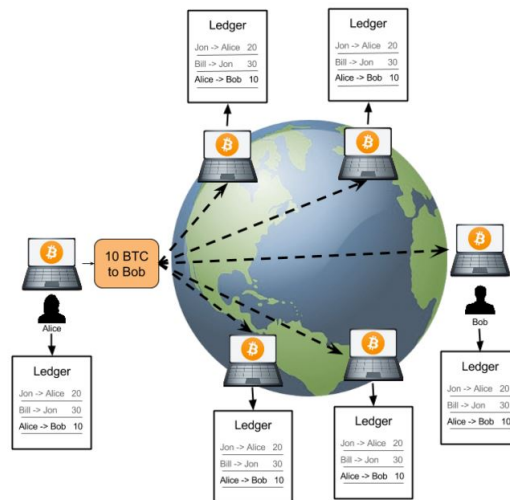 Ledger
Jon -> Alice 20
Bill -> Jon 30
Alice -> Bob 10
Ledger
Jon -> Alice 20
Bill -> Jon 30
Alice -> Bob 10
10 BTC
to Bob
Alice
Bob
Ledger
Jon -> Alice 20
Bill -> Jon 30
Alice -> Bob 10
Ledger
Jon -> Alice 20
Bill -> Jon 30
Alice -> Bob 10
Ledger
Jon -> Alice 20
Bill -> Jon 30
Alice -> Bob 10
Ledger
Jon -> Alice 20
Bill -> Jon 30
Alice -> Bob 10